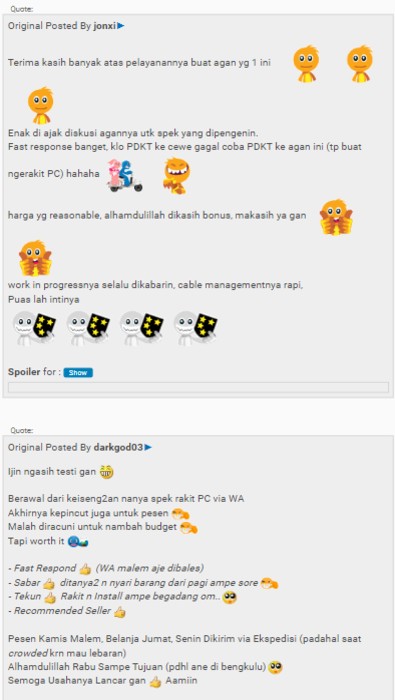 Quote:
Original Posted By jonxi
Terima kasih banyak atas pelayanannya buat agan yg 1 ini
Enak di ajak diskusi agannya utk spek yang dipengenin.
Fast response banget, klo PDKT ke cewe gagal coba PDKT ke agan ini (tp buat
ngerakit PC) hahaha
harga yg reasonable, alhamdulillah dikasih bonus, makasih ya gan
work in progressnya selalu dikabarin, cable managementnya rapi,
Puas lah intinya
Spoiler for : Show
Quote:
Original Posted By darkgod03
Ijin ngasih testi gan
Berawal dari keiseng2an nanya spek rakit PC via WA
Akhirnya kepincut juga untuk pesen
Malah diracuni untuk nambah budget
Tapi worth it
- Fast Respond (WA malem aje dibales)
- Sabar ditanya2 n nyari barang dari pagi ampe sore
- Tekun Rakit n Install ampe begadang om..
- Recommended Seller
Pesen Kamis Malem, Belanja Jumat, Senin Dikirim via Ekspedisi (padahal saat
crowded krn mau lebaran)
Alhamdulillah Rabu Sampe Tujuan (pdhl ane di bengkulu)
Semoga Usahanya Lancar gan Aamiin